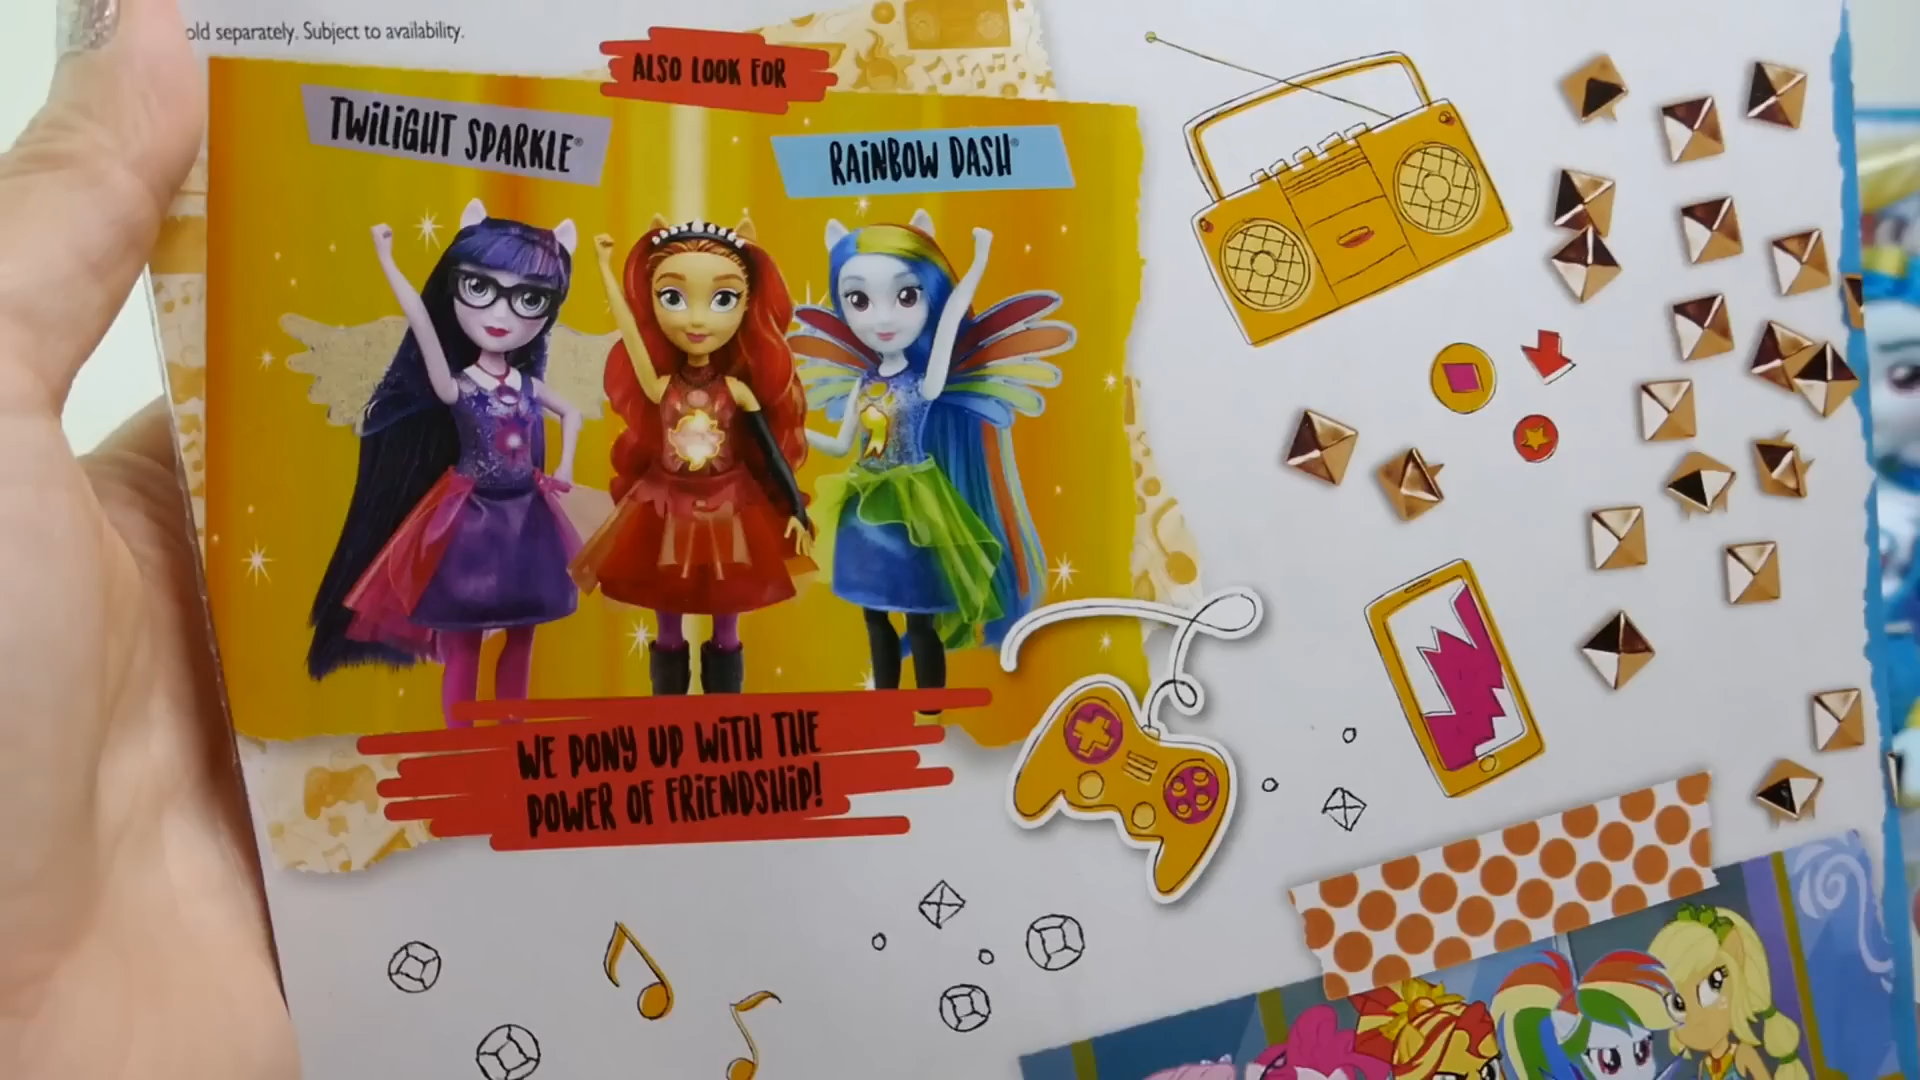 old separately. Subject to availability.
ALSO LOOK FOR
TWiLiGHT SPARKLE®
RAiNBOW DASH®
WE PONY UP WiTH THE
POWER OF FRiENDSHiP!